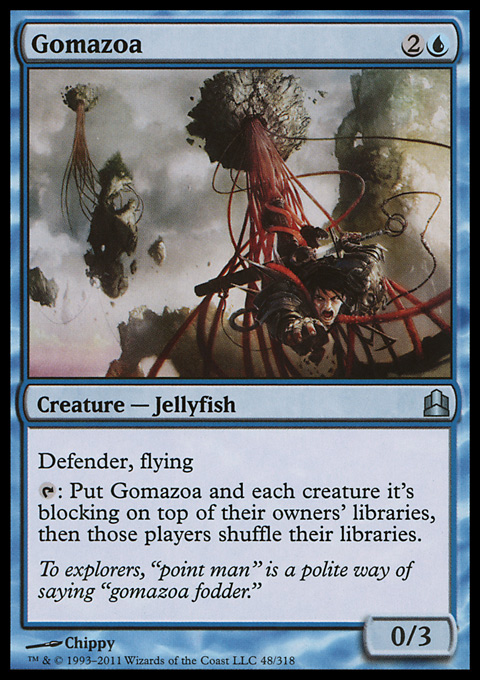 Gomazoa 2
Creature — Jellyfish
Defender, flying
: Put Gomazoa and each creature it's
blocking on top of their owners' libraries,
then those players shuffle their libraries.
To explorers, “point man” is a polite way of
saying “gomazoa fodder.”
0/3
Chippy
™ & © 1993–2011 Wizards of the Coast LLC 48/318